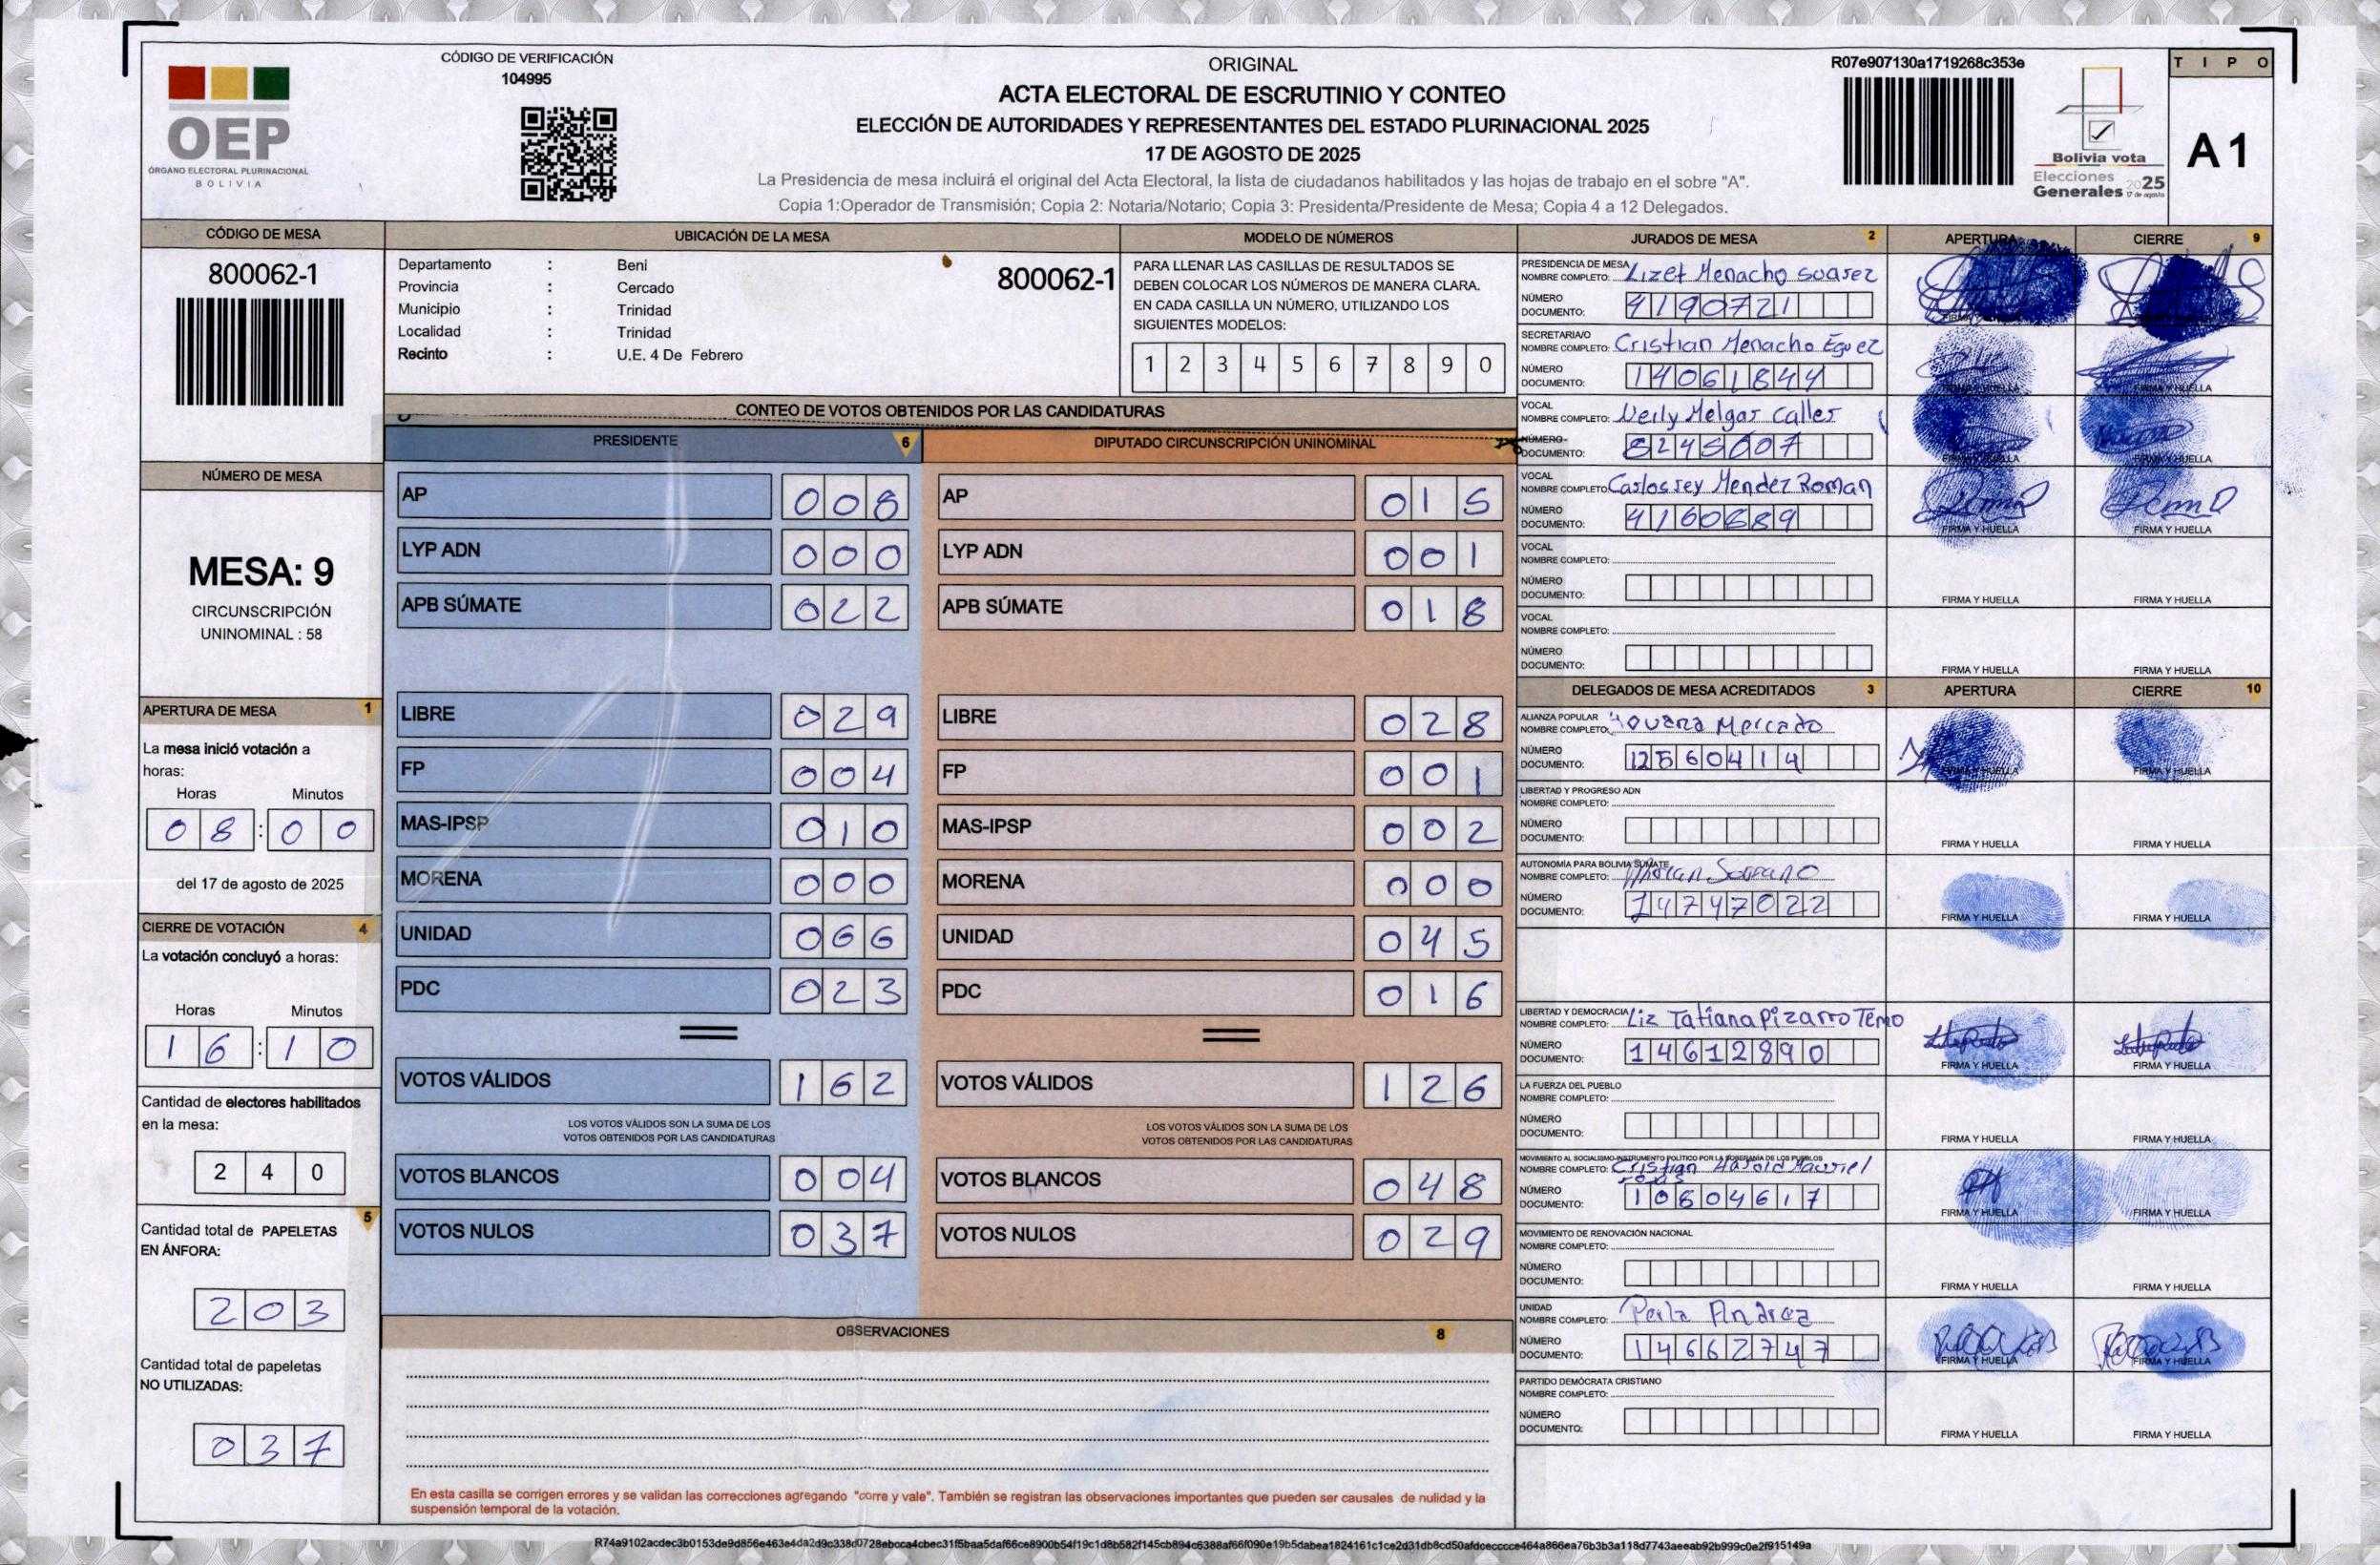 CÓDIGO DE VERIFICACIÓN
104995
OEP
ÓRGANO ELECTORAL PLURINACIONAL
BOLIVIA
ORIGINAL
ACTA ELECTORAL DE ESCRUTINIO Y CONTEO
ELECCIÓN DE AUTORIDADES Y REPRESENTANTES DEL ESTADO PLURINACIONAL 2025
17 DE AGOSTO DE 2025
La Presidencia de mesa incluirá el original del Acta Electoral, la lista de ciudadanos habilitados y las hojas de trabajo en el sobre "A".
Copia 1:Operador de Transmisión; Copia 2: Notaria/Notario; Copia 3: Presidenta/Presidente de Mesa; Copia 4 a 12 Delegados.
R07e907130a1719268c353e
Bolivia vota
Elecciones
Generales 2025
17 de agosto
TIPO
A1
CÓDIGO DE MESA
800062-1
NÚMERO DE MESA
MESA: 9
CIRCUNSCRIPCIÓN
UNINOMINAL : 58
APERTURA DE MESA 1
La mesa inició votación a
horas:
Horas Minutos
08:00
del 17 de agosto de 2025
CIERRE DE VOTACIÓN 4
La votación concluyó a horas:
Horas Minutos
16:10
Cantidad de electores habilitados
en la mesa:
240
5
Cantidad total de PAPELETAS
EN ÁNFORA:
203
Cantidad total de papeletas
NO UTILIZADAS:
037
UBICACIÓN DE LA MESA
Departamento : Beni
Provincia : Cercado
Municipio : Trinidad
Localidad : Trinidad
Recinto : U.E. 4 De Febrero
800062-1
MODELO DE NÚMEROS
PARA LLENAR LAS CASILLAS DE RESULTADOS SE
DEBEN COLOCAR LOS NÚMEROS DE MANERA CLARA.
EN CADA CASILLA UN NÚMERO, UTILIZANDO LOS
SIGUIENTES MODELOS:
1 2 3 4 5 6 7 8 9 0
CONTEO DE VOTOS OBTENIDOS POR LAS CANDIDATURAS
PRESIDENTE 6
AP 008
LYP ADN 000
APB SÚMATE 022
LIBRE 029
FP 004
MAS-IPSP 010
MORENA 000
UNIDAD 066
PDC 023
VOTOS VÁLIDOS 162
LOS VOTOS VÁLIDOS SON LA SUMA DE LOS
VOTOS OBTENIDOS POR LAS CANDIDATURAS
VOTOS BLANCOS 004
VOTOS NULOS 037
DIPUTADO CIRCUNSCRIPCIÓN UNINOMINAL
AP 015
LYP ADN 001
APB SÚMATE 018
LIBRE 028
FP 001
MAS-IPSP 002
MORENA 000
UNIDAD 045
PDC 016
VOTOS VÁLIDOS 126
LOS VOTOS VÁLIDOS SON LA SUMA DE LOS
VOTOS OBTENIDOS POR LAS CANDIDATURAS
VOTOS BLANCOS 048
VOTOS NULOS 029
OBSERVACIONES 8
En esta casilla se corrigen errores y se validan las correcciones agregando "corre y vale". También se registran las observaciones importantes que pueden ser causales de nulidad y la
suspensión temporal de la votación.
JURADOS DE MESA 2 APERTURA CIERRE 9
PRESIDENCIA DE MESA
NOMBRE COMPLETO: Lizet Menacho Suarez
NÚMERO
DOCUMENTO: 4190721
SECRETARIA/O
NOMBRE COMPLETO: Cristian Menacho Eguez
NÚMERO
DOCUMENTO: 14061844
FIRMA Y HUELLA
VOCAL
NOMBRE COMPLETO: Neily Melgar Caller
NÚMERO
DOCUMENTO:
FIRMA Y HUELLA
VOCAL
NOMBRE COMPLETO: Carlos rey Mendez Roman
NÚMERO
DOCUMENTO:
FIRMA Y HUELLA FIRMA Y HUELLA
VOCAL
NOMBRE COMPLETO:
NÚMERO
DOCUMENTO:
FIRMA Y HUELLA FIRMA Y HUELLA
VOCAL
NOMBRE COMPLETO:
NÚMERO
DOCUMENTO:
FIRMA Y HUELLA FIRMA Y HUELLA
DELEGADOS DE MESA ACREDITADOS 3 APERTURA CIERRE 10
ALIANZA POPULAR
NOMBRE COMPLETO: Yovana Mercado
NÚMERO
DOCUMENTO:
FIRMA Y HUELLA FIRMA Y HUELLA
LIBERTAD Y PROGRESO ADN
NOMBRE COMPLETO:
NÚMERO
DOCUMENTO:
FIRMA Y HUELLA FIRMA Y HUELLA
AUTONOMÍA PARA BOLIVIA SÚMATE
NOMBRE COMPLETO:
NÚMERO
DOCUMENTO: 14747022
FIRMA Y HUELLA FIRMA Y HUELLA
LIBERTAD Y DEMOCRACIA
NOMBRE COMPLETO: Liz Tatiana Pizarro Temo
NÚMERO
DOCUMENTO: 14612890
FIRMA Y HUELLA FIRMA Y HUELLA
LA FUERZA DEL PUEBLO
NOMBRE COMPLETO:
NÚMERO
DOCUMENTO:
FIRMA Y HUELLA FIRMA Y HUELLA
MOVIMIENTO AL SOCIALISMO-INSTRUMENTO POLÍTICO POR LA SOBERANÍA DE LOS PUEBLOS
NOMBRE COMPLETO: Cristian Harold
NÚMERO
DOCUMENTO: 10804617
FIRMA Y HUELLA FIRMA Y HUELLA
MOVIMIENTO DE RENOVACIÓN NACIONAL
NOMBRE COMPLETO:
NÚMERO
DOCUMENTO:
FIRMA Y HUELLA FIRMA Y HUELLA
UNIDAD
NOMBRE COMPLETO: Perla Andrea
NÚMERO
DOCUMENTO: 14662747
FIRMA Y HUELLA FIRMA Y HUELLA
PARTIDO DEMÓCRATA CRISTIANO
NOMBRE COMPLETO:
NÚMERO
DOCUMENTO:
FIRMA Y HUELLA FIRMA Y HUELLA